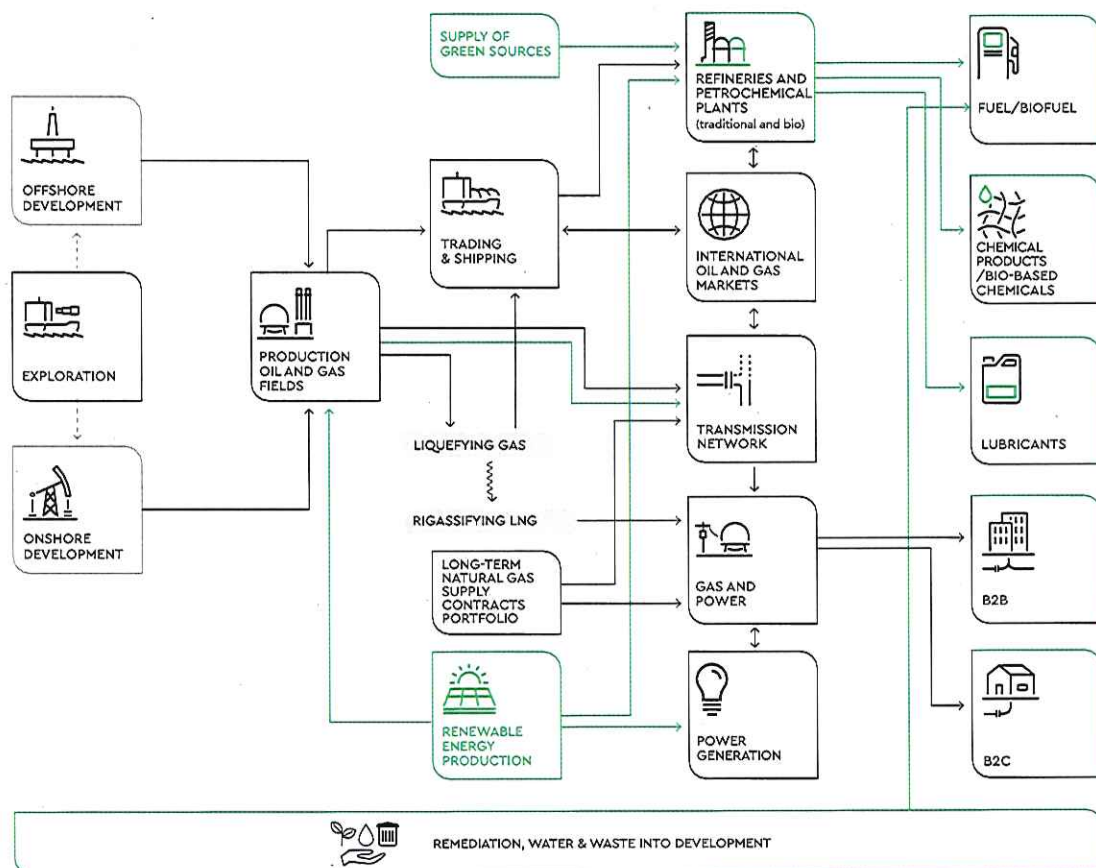 SUPPLY OF
GREEN SOURCES
REFINERIES AND
PETROCHEMICAL
PLANTS
(traditional and bio)
FUEL/BIOFUEL
OFFSHORE
DEVELOPMENT
TRADING
& SHIPPING
INTERNATIONAL
OIL AND GAS
MARKETS
CHEMICAL
PRODUCTS
/BIO-BASED
CHEMICALS
EXPLORATION
PRODUCTION
OIL AND GAS
FIELDS
TRANSMISSION
NETWORK
LUBRICANTS
LIQUEFYING GAS
ONSHORE
DEVELOPMENT
RIGASSIFYING LNG
LONG-TERM
NATURAL GAS
SUPPLY
CONTRACTS
PORTFOLIO
GAS AND
POWER
B2B
RENEWABLE
ENERGY
PRODUCTION
POWER
GENERATION
B2C
REMEDIATION, WATER & WASTE INTO DEVELOPMENT